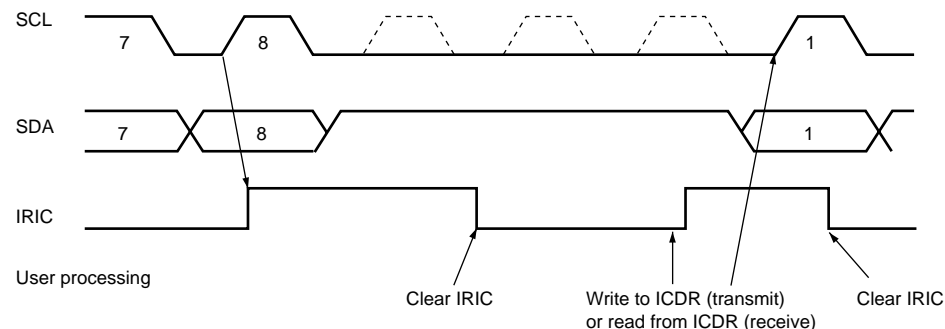 SCL
7
8
1
SDA
7
8
1
IRIC
User processing
Clear IRIC
Write to ICDR (transmit)
or read from ICDR (receive)
Clear IRIC